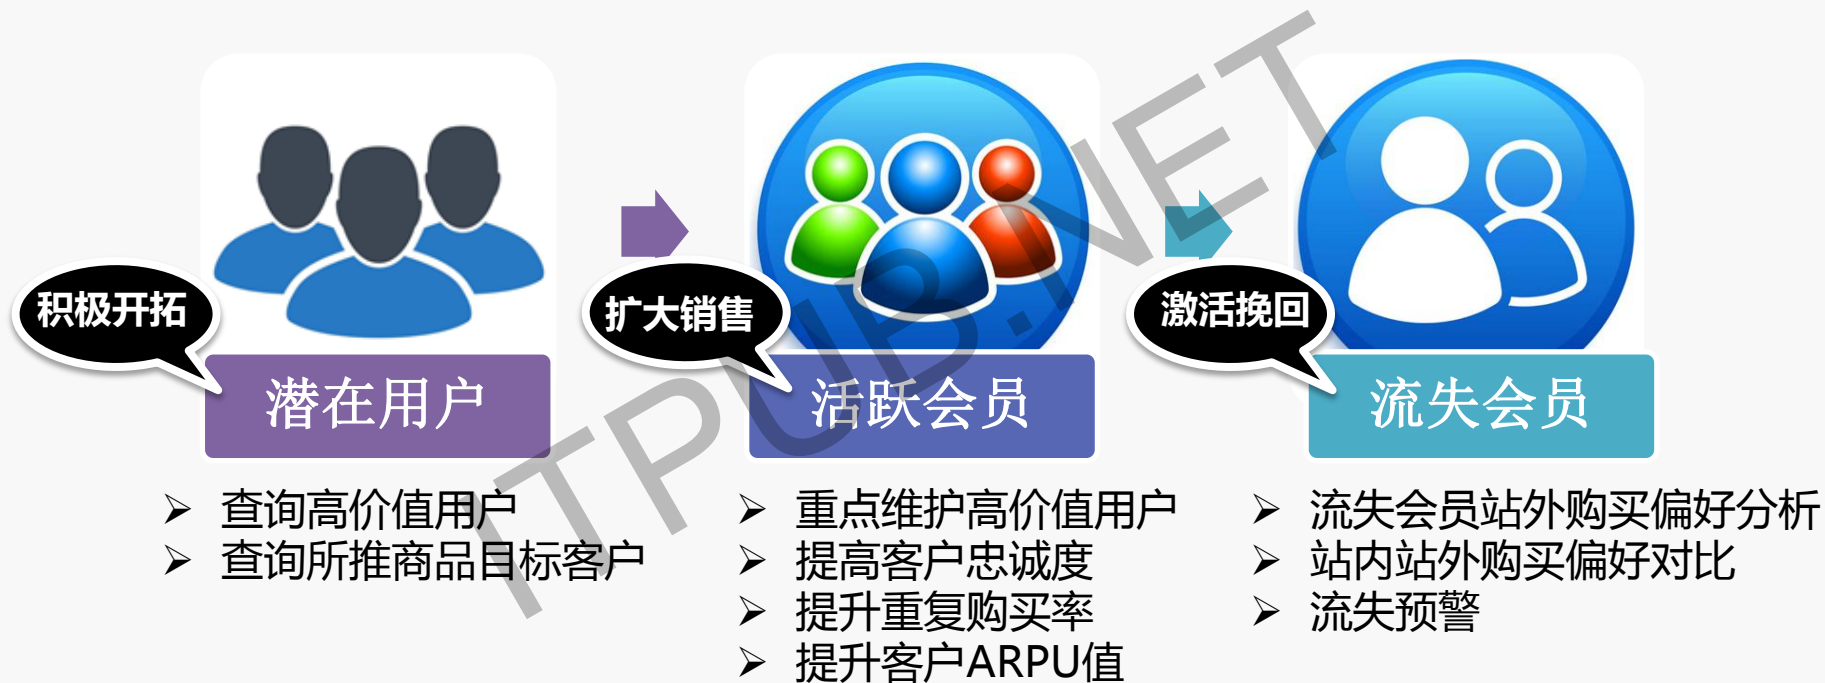 积极开拓
潜在用户
➢ 查询高价值用户
➢ 查询所推商品目标客户
扩大销售
活跃会员
➢ 重点维护高价值用户
➢ 提高客户忠诚度
➢ 提升重复购买率
➢ 提升客户ARPU值
激活挽回
流失会员
➢ 流失会员站外购买偏好分析
➢ 站内站外购买偏好对比
➢ 流失预警
ITPUB.NET